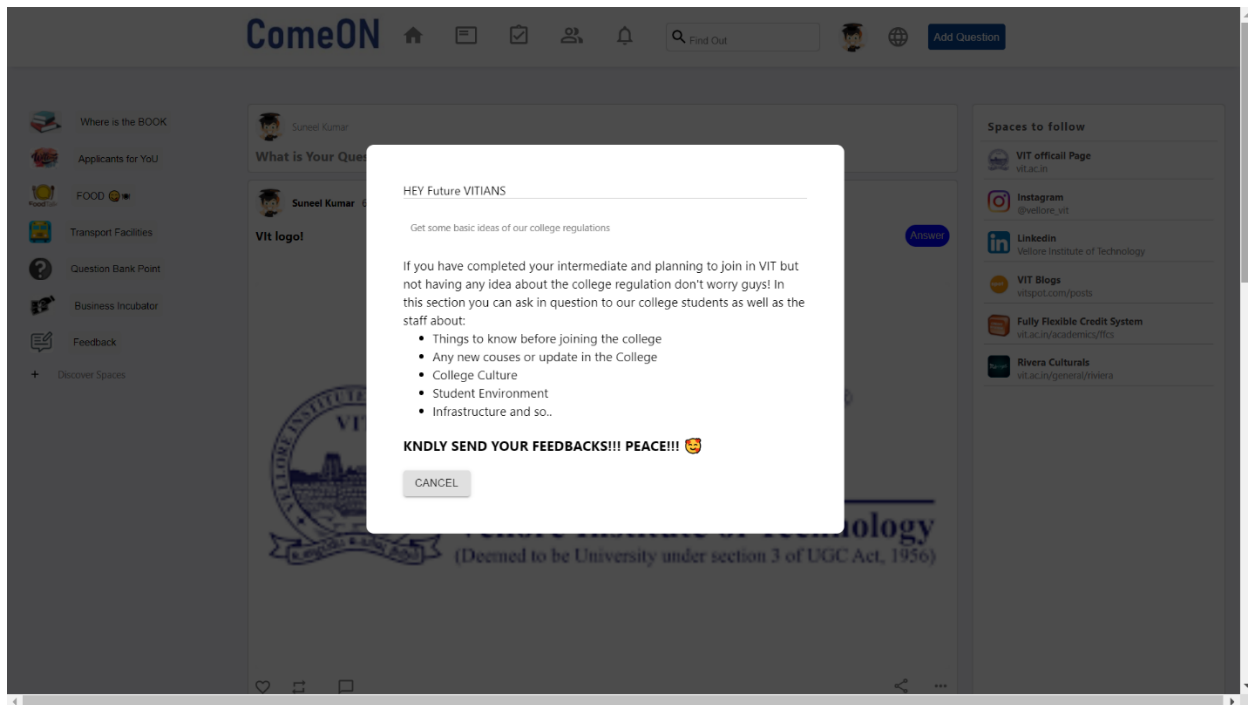 ComeON
Find Out
Add Question
Where is the BOOK
Applicants for YoU
FOOD 😋🍽
Transport Facilities
Question Bank Point
Business Incubator
Feedback
+ Discover Spaces
Suneel Kumar
What is Your Ques
Suneel Kumar
VIt logo!
Answer
HEY Future VITIANS
Get some basic ideas of our college regulations
If you have completed your intermediate and planning to join in VIT but
not having any idea about the college regulation don't worry guys! In
this section you can ask in question to our college students as well as the
staff about:
• Things to know before joining the college
• Any new couses or update in the College
• College Culture
• Student Environment
• Infrastructure and so..
KNDLY SEND YOUR FEEDBACKS!!! PEACE!!! 🥰
CANCEL
(Deemed to be University under section 3 of UGC Act, 1956)
Spaces to follow
VIT officail Page
vit.ac.in
Instagram
@vellore_vit
Linkedin
Vellore Institute of Technology
VIT Blogs
vitspot.com/posts
Fully Flexible Credit System
vit.ac.in/academics/ffcs
Rivera Culturals
vit.ac.in/general/riviera